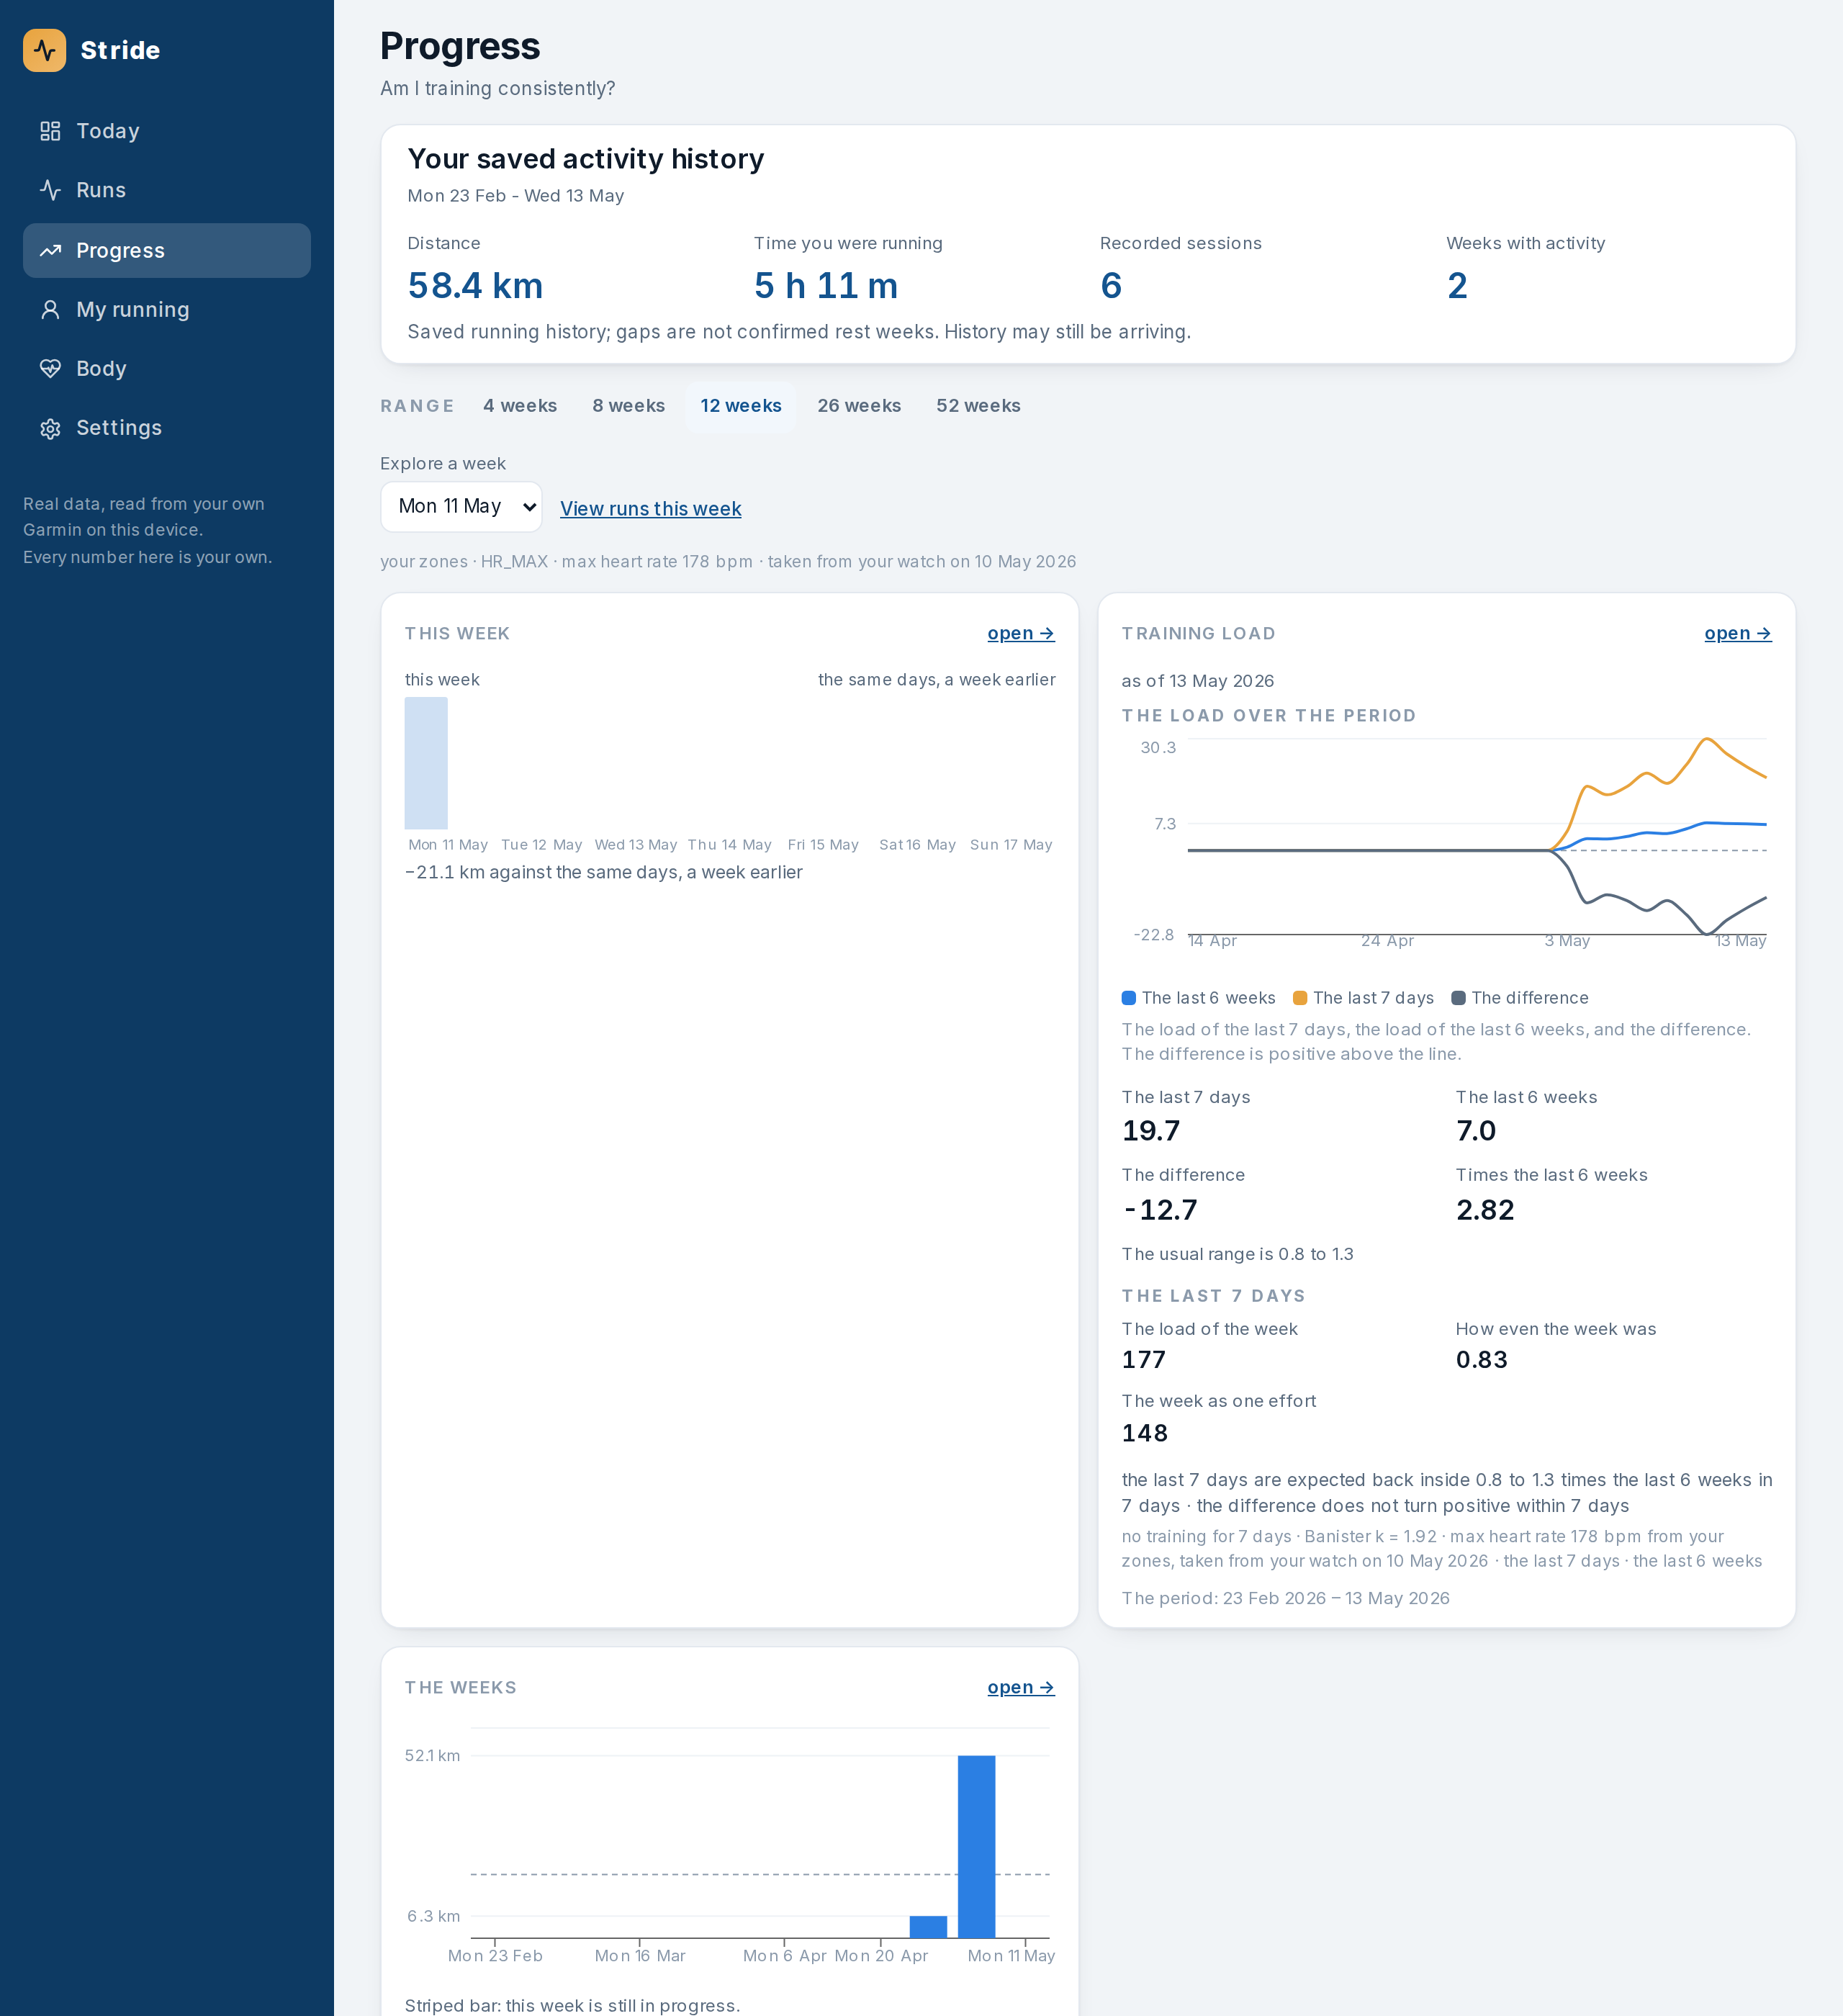 Stride
Today
Runs
Progress
My running
Body
Settings
Real data, read from your own
Garmin on this device.
Every number here is your own.
Progress
Am I training consistently?
Your saved activity history
Mon 23 Feb - Wed 13 May
Distance
Time you were running
Recorded sessions
Weeks with activity
58.4 km
5 h 11 m
6
2
Saved running history; gaps are not confirmed rest weeks. History may still be arriving.
RANGE 4 weeks 8 weeks 12 weeks 26 weeks 52 weeks
Explore a week
Mon 11 May View runs this week
your zones · HR_MAX · max heart rate 178 bpm · taken from your watch on 10 May 2026
THIS WEEK open →
this week the same days, a week earlier
Mon 11 May Tue 12 May Wed 13 May Thu 14 May Fri 15 May Sat 16 May Sun 17 May
−21.1 km against the same days, a week earlier
TRAINING LOAD open →
as of 13 May 2026
THE LOAD OVER THE PERIOD
30.3
7.3
-22.8
14 Apr 24 Apr 3 May 13 May
The last 6 weeks The last 7 days The difference
The load of the last 7 days, the load of the last 6 weeks, and the difference.
The difference is positive above the line.
The last 7 days The last 6 weeks
19.7 7.0
The difference Times the last 6 weeks
-12.7 2.82
The usual range is 0.8 to 1.3
THE LAST 7 DAYS
The load of the week How even the week was
177 0.83
The week as one effort
148
the last 7 days are expected back inside 0.8 to 1.3 times the last 6 weeks in
7 days · the difference does not turn positive within 7 days
no training for 7 days · Banister k = 1.92 · max heart rate 178 bpm from your
zones, taken from your watch on 10 May 2026 · the last 7 days · the last 6 weeks
The period: 23 Feb 2026 – 13 May 2026
THE WEEKS open →
52.1 km
6.3 km
Mon 23 Feb Mon 16 Mar Mon 6 Apr Mon 20 Apr Mon 11 May
Striped bar: this week is still in progress.